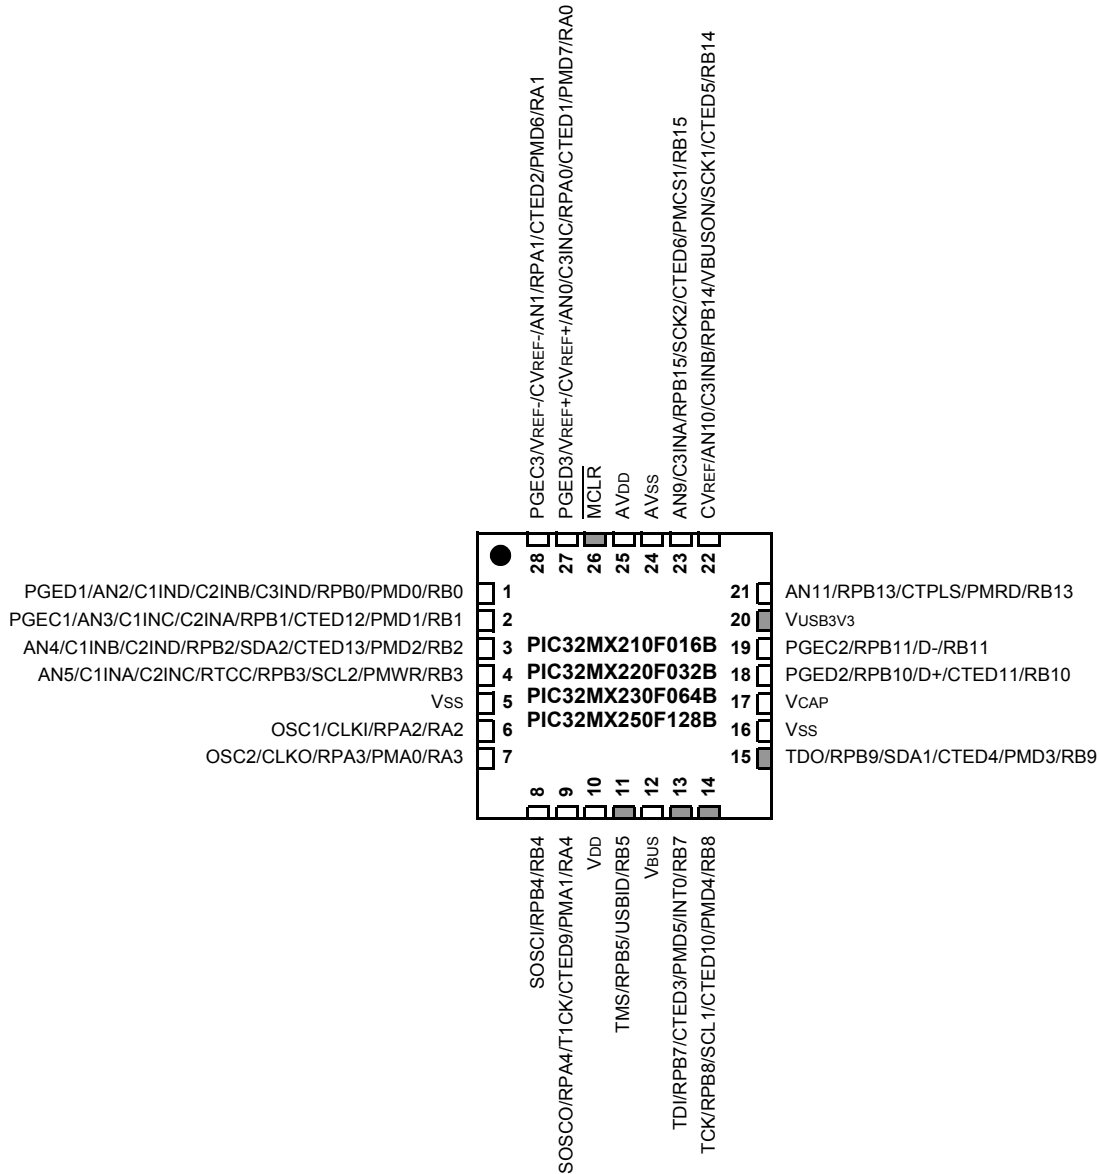 PGEC3/VREF-/CVREF-/AN1/RPA1/CTED2/PMD6/RA1
PGED3/VREF+/CVREF+/AN0/C3INC/RPA0/CTED1/PMD7/RA0
MCLR
AVDD
AVSS
AN9/C3INA/RPB15/SCK2/CTED6/PMCS1/RB15
CVREF/AN10/C3INB/RPB14/VBUSON/SCK1/CTED5/RB14
28
27
26
25
24
23
22
PGED1/AN2/C1IND/C2INB/C3IND/RPB0/PMD0/RB0 1
PGEC1/AN3/C1INC/C2INA/RPB1/CTED12/PMD1/RB1 2
AN4/C1INB/C2IND/RPB2/SDA2/CTED13/PMD2/RB2 3
AN5/C1INA/C2INC/RTCC/RPB3/SCL2/PMWR/RB3 4
VSS 5
OSC1/CLKI/RPA2/RA2 6
OSC2/CLKO/RPA3/PMA0/RA3 7
PIC32MX210F016B
PIC32MX220F032B
PIC32MX230F064B
PIC32MX250F128B
21 AN11/RPB13/CTPLS/PMRD/RB13
20 VUSB3V3
19 PGEC2/RPB11/D-/RB11
18 PGED2/RPB10/D+/CTED11/RB10
17 VCAP
16 VSS
15 TDO/RPB9/SDA1/CTED4/PMD3/RB9
8
9
10
11
12
13
14
SOSCI/RPB4/RB4
SOSCO/RPA4/T1CK/CTED9/PMA1/RA4
VDD
TMS/RPB5/USBID/RB5
VBUS
TDI/RPB7/CTED3/PMD5/INT0/RB7
TCK/RPB8/SCL1/CTED10/PMD4/RB8